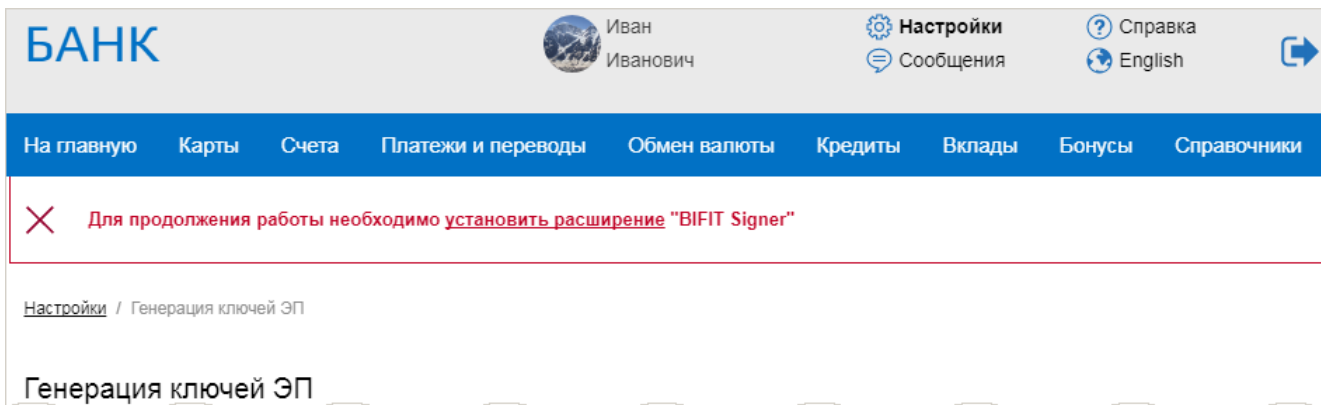 БАНК
Иван
Иванович
Настройки
Сообщения
Справка
English
На главную Карты Счета Платежи и переводы Обмен валюты Кредиты Вклады Бонусы Справочники
Для продолжения работы необходимо установить расширение "BIFIT Signer"
Настройки / Генерация ключей ЭП
Генерация ключей ЭП